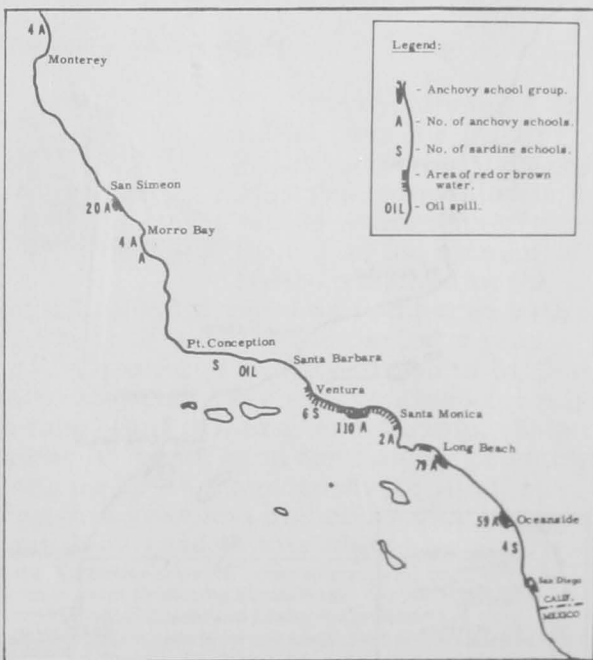 4 A
Monterey
San Simeon
20 A
Morro Bay
4 A
A
Pt. Conception
S
OIL
Santa Barbara
Ventura
6 S
110 A
Santa Monica
2 A
Long Beach
79 A
59 A
Oceanside
4 S
San Diego
CALIF.
MEXICO
Legend:
- Anchovy school group.
A - No. of anchovy schools.
S - No. of sardine schools.
- Area of red or brown
water.
OIL - Oil spill.